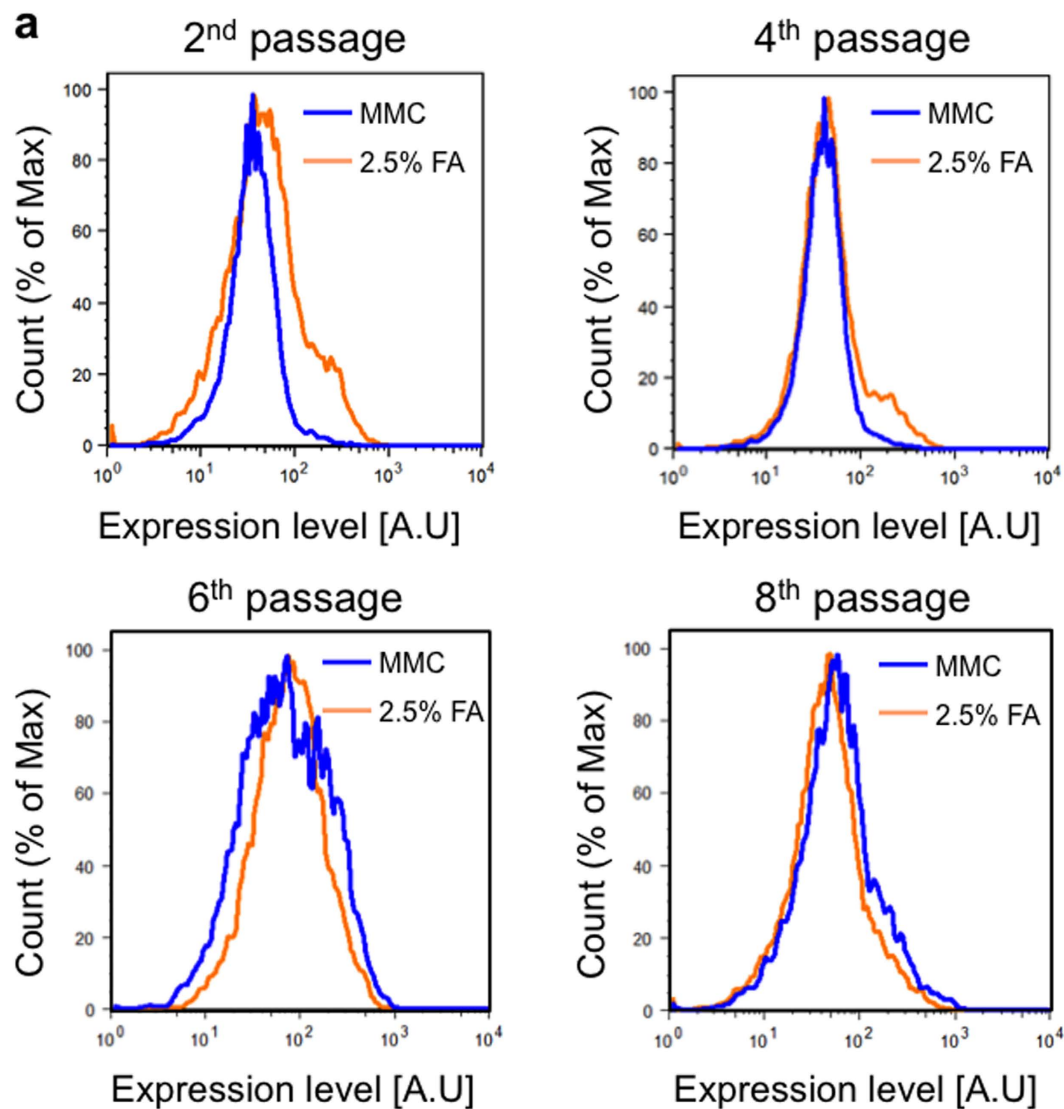 a
2nd passage
Count (% of Max)
100
80
60
40
20
0
MMC
2.5% FA
10^0 10^1 10^2 10^3 10^4
Expression level [A.U]
4th passage
Count (% of Max)
100
80
60
40
20
0
MMC
2.5% FA
10^0 10^1 10^2 10^3 10^4
Expression level [A.U]
6th passage
Count (% of Max)
100
80
60
40
20
0
MMC
2.5% FA
10^0 10^1 10^2 10^3 10^4
Expression level [A.U]
8th passage
Count (% of Max)
100
80
60
40
20
0
MMC
2.5% FA
10^0 10^1 10^2 10^3 10^4
Expression level [A.U]